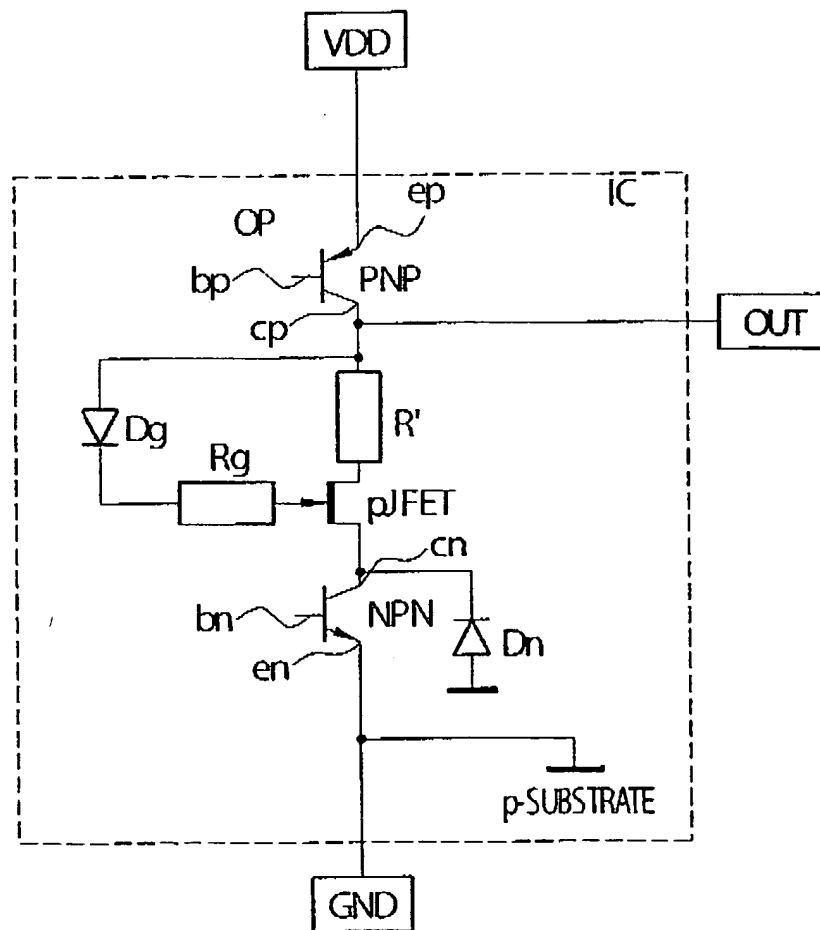 VDD
ep
IC
OP
bp
PNP
cp
OUT
Dg
R'
Rg
pJFET
cn
bn
NPN
Dn
en
p-SUBSTRATE
GND